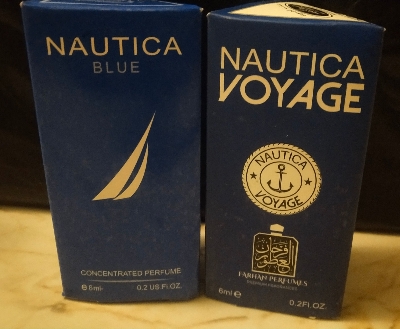 NAUTICA
BLUE
CONCENTRATED PERFUME
℮6ml 0.2 US.Fl.OZ.
NAUTICA
VOYAGE
NAUTICA
VOYAGE
FARHAN PERFUMES
6ml℮ 0.2Fl.OZ.